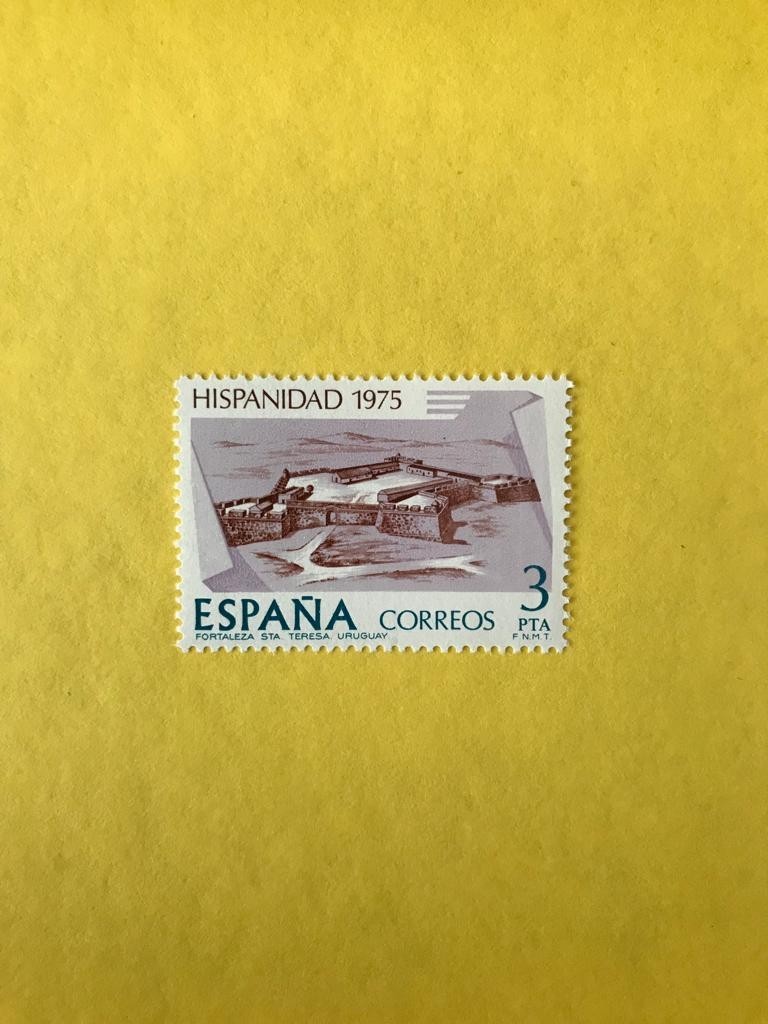 HISPANIDAD 1975
ESPAÑA CORREOS 3 PTA
FORTALEZA STA. TERESA. URUGUAY F.N.M.T.